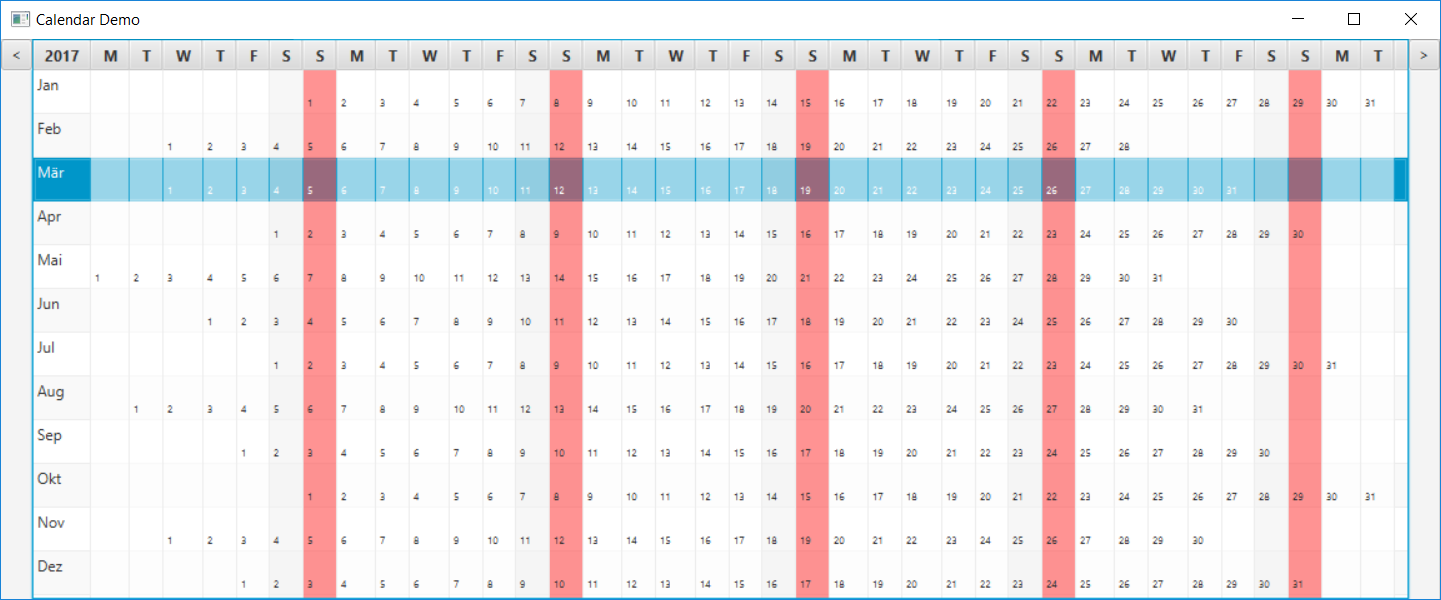 Calendar Demo
< 2017 M T W T F S S M T W T F S S M T W T F S S M T W T F S S M T W T F S S M T >
Jan 1 2 3 4 5 6 7 8 9 10 11 12 13 14 15 16 17 18 19 20 21 22 23 24 25 26 27 28 29 30 31
Feb 1 2 3 4 5 6 7 8 9 10 11 12 13 14 15 16 17 18 19 20 21 22 23 24 25 26 27 28
Mär 1 2 3 4 5 6 7 8 9 10 11 12 13 14 15 16 17 18 19 20 21 22 23 24 25 26 27 28 29 30 31
Apr 1 2 3 4 5 6 7 8 9 10 11 12 13 14 15 16 17 18 19 20 21 22 23 24 25 26 27 28 29 30
Mai 1 2 3 4 5 6 7 8 9 10 11 12 13 14 15 16 17 18 19 20 21 22 23 24 25 26 27 28 29 30 31
Jun 1 2 3 4 5 6 7 8 9 10 11 12 13 14 15 16 17 18 19 20 21 22 23 24 25 26 27 28 29 30
Jul 1 2 3 4 5 6 7 8 9 10 11 12 13 14 15 16 17 18 19 20 21 22 23 24 25 26 27 28 29 30 31
Aug 1 2 3 4 5 6 7 8 9 10 11 12 13 14 15 16 17 18 19 20 21 22 23 24 25 26 27 28 29 30 31
Sep 1 2 3 4 5 6 7 8 9 10 11 12 13 14 15 16 17 18 19 20 21 22 23 24 25 26 27 28 29 30
Okt 1 2 3 4 5 6 7 8 9 10 11 12 13 14 15 16 17 18 19 20 21 22 23 24 25 26 27 28 29 30 31
Nov 1 2 3 4 5 6 7 8 9 10 11 12 13 14 15 16 17 18 19 20 21 22 23 24 25 26 27 28 29 30
Dez 1 2 3 4 5 6 7 8 9 10 11 12 13 14 15 16 17 18 19 20 21 22 23 24 25 26 27 28 29 30 31